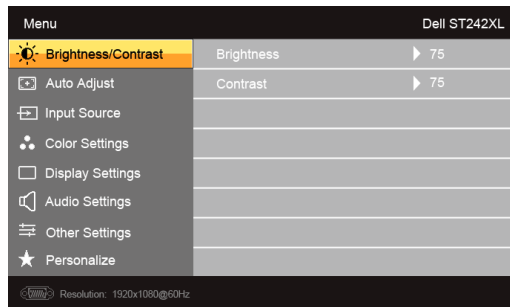 Menu Dell ST242XL
Brightness/Contrast Brightness 75
Auto Adjust Contrast 75
Input Source
Color Settings
Display Settings
Audio Settings
Other Settings
Personalize
Resolution: 1920x1080@60Hz